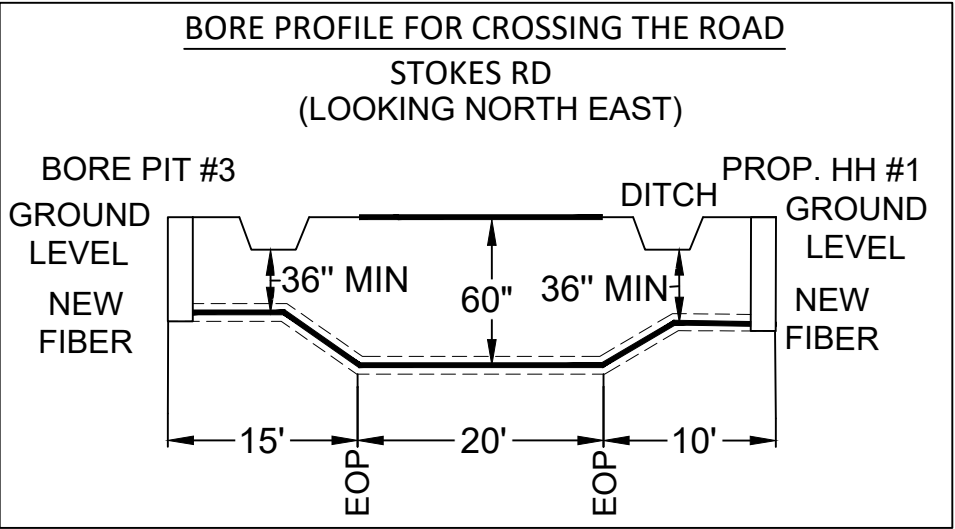 BORE PROFILE FOR CROSSING THE ROAD
STOKES RD
(LOOKING NORTH EAST)
BORE PIT #3
PROP. HH #1
DITCH
GROUND
LEVEL
GROUND
LEVEL
36" MIN
60"
36" MIN
NEW
FIBER
NEW
FIBER
15'
20'
10'
EOP
EOP